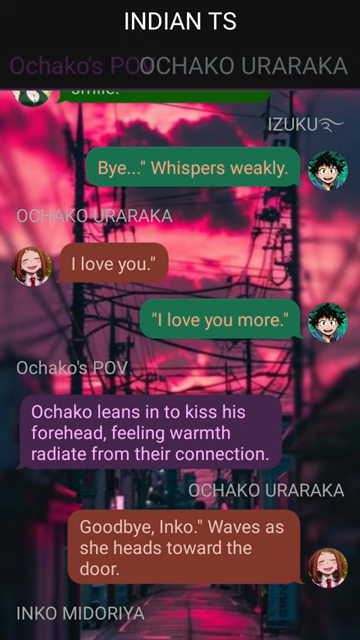 INDIAN TS
Ochako's POV
OCHAKO URARAKA
smile.
IZUKU
Bye..." Whispers weakly.
OCHAKO URARAKA
I love you."
"I love you more."
Ochako's POV
Ochako leans in to kiss his
forehead, feeling warmth
radiate from their connection.
OCHAKO URARAKA
Goodbye, Inko." Waves as
she heads toward the
door.
INKO MIDORIYA